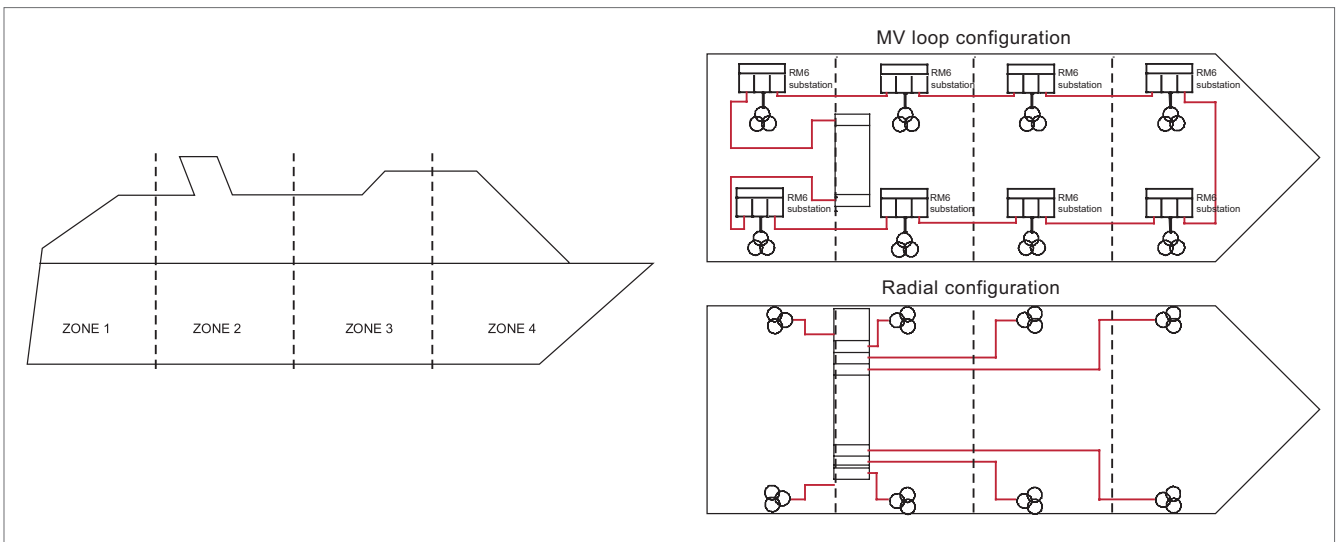 MV loop configuration
RM6
substation
RM6
substation
RM6
substation
RM6
substation
RM6
substation
RM6
substation
RM6
substation
RM6
substation
Radial configuration
ZONE 1
ZONE 2
ZONE 3
ZONE 4